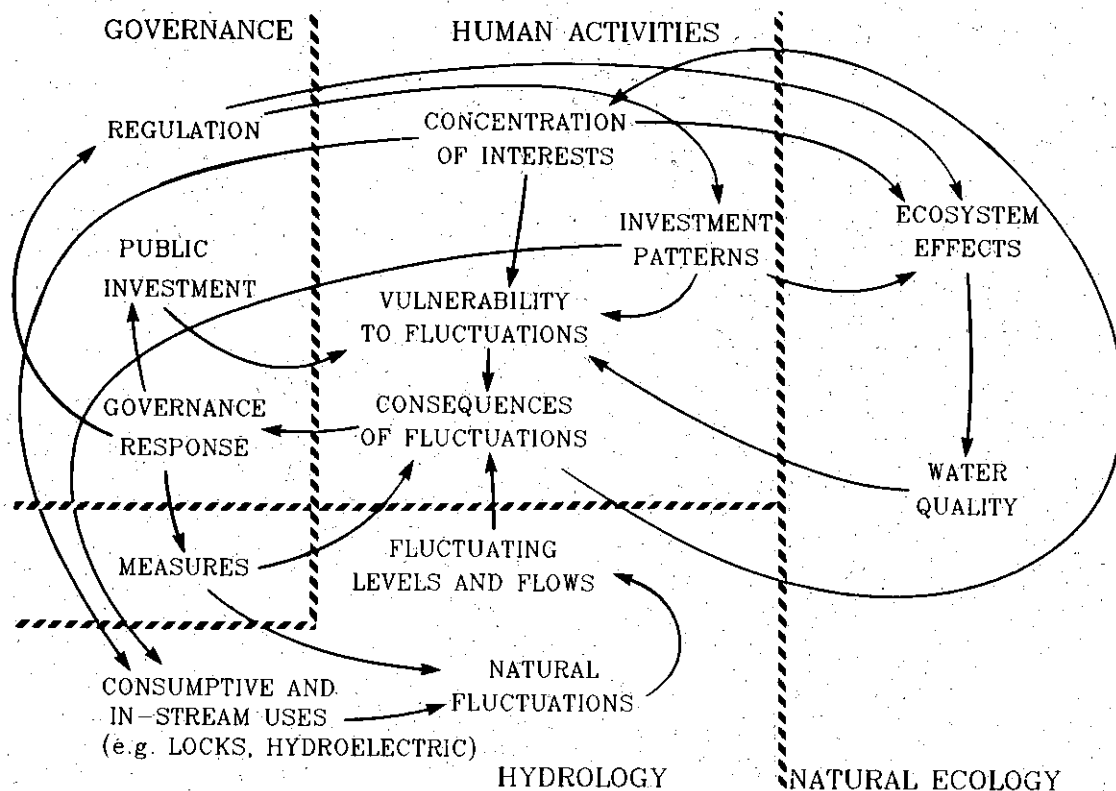 GOVERNANCE
HUMAN ACTIVITIES
REGULATION
CONCENTRATION
OF INTERESTS
INVESTMENT
PATTERNS
ECOSYSTEM
EFFECTS
PUBLIC
INVESTMENT
VULNERABILITY
TO FLUCTUATIONS
GOVERNANCE
RESPONSE
CONSEQUENCES
OF FLUCTUATIONS
WATER
QUALITY
MEASURES
FLUCTUATING
LEVELS AND FLOWS
CONSUMPTIVE AND
IN-STREAM USES
(e.g. LOCKS, HYDROELECTRIC)
NATURAL
FLUCTUATIONS
HYDROLOGY
NATURAL ECOLOGY